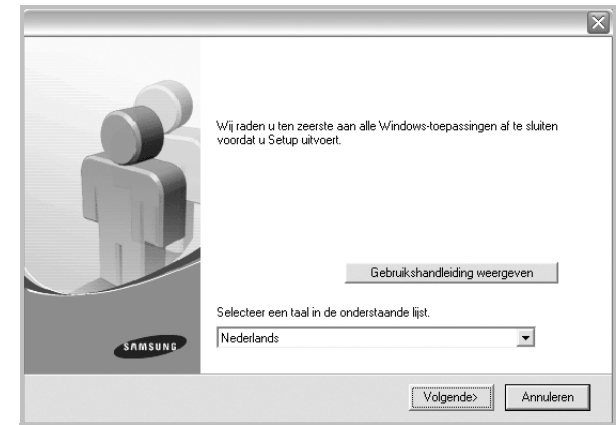 Wij raden u ten zeerste aan alle Windows-toepassingen af te sluiten
voordat u Setup uitvoert.
Gebruikshandleiding weergeven
Selecteer een taal in de onderstaande lijst.
Nederlands
SAMSUNG
Volgende>
Annuleren